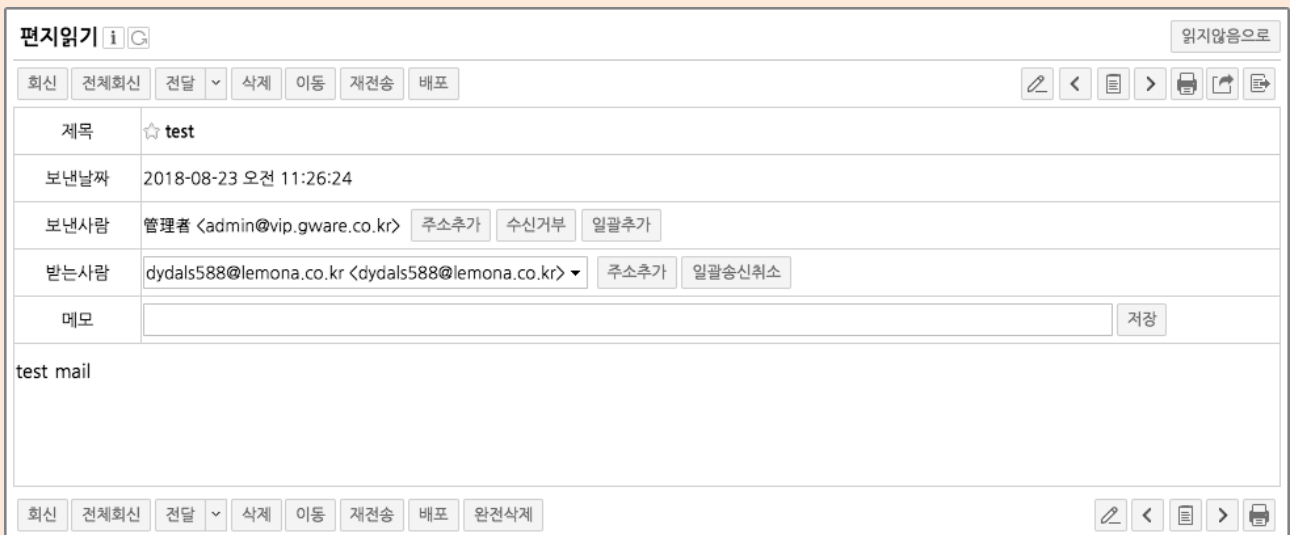 편지읽기 읽지않음으로
회신 전체회신 전달 삭제 이동 재전송 배포
제목 test
보낸날짜 2018-08-23 오전 11:26:24
보낸사람 管理者 <admin@vip.gware.co.kr> 주소추가 수신거부 일괄추가
받는사람 dydals588@lemona.co.kr <dydals588@lemona.co.kr> 주소추가 일괄송신취소
메모 저장
test mail
회신 전체회신 전달 삭제 이동 재전송 배포 완전삭제